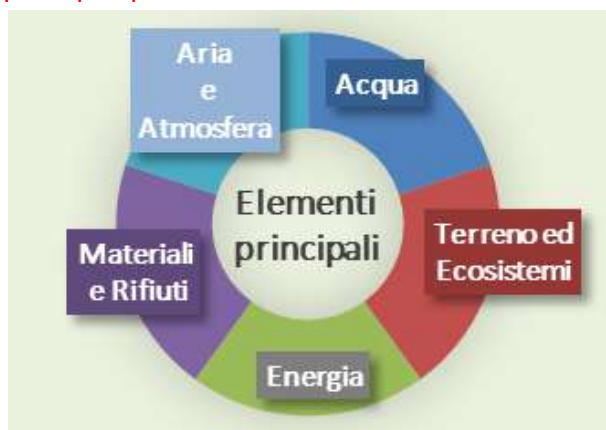 Aria
e
Atmosfera
Acqua
Elementi
principali
Terreno ed
Ecosistemi
Materiali
e Rifiuti
Energia